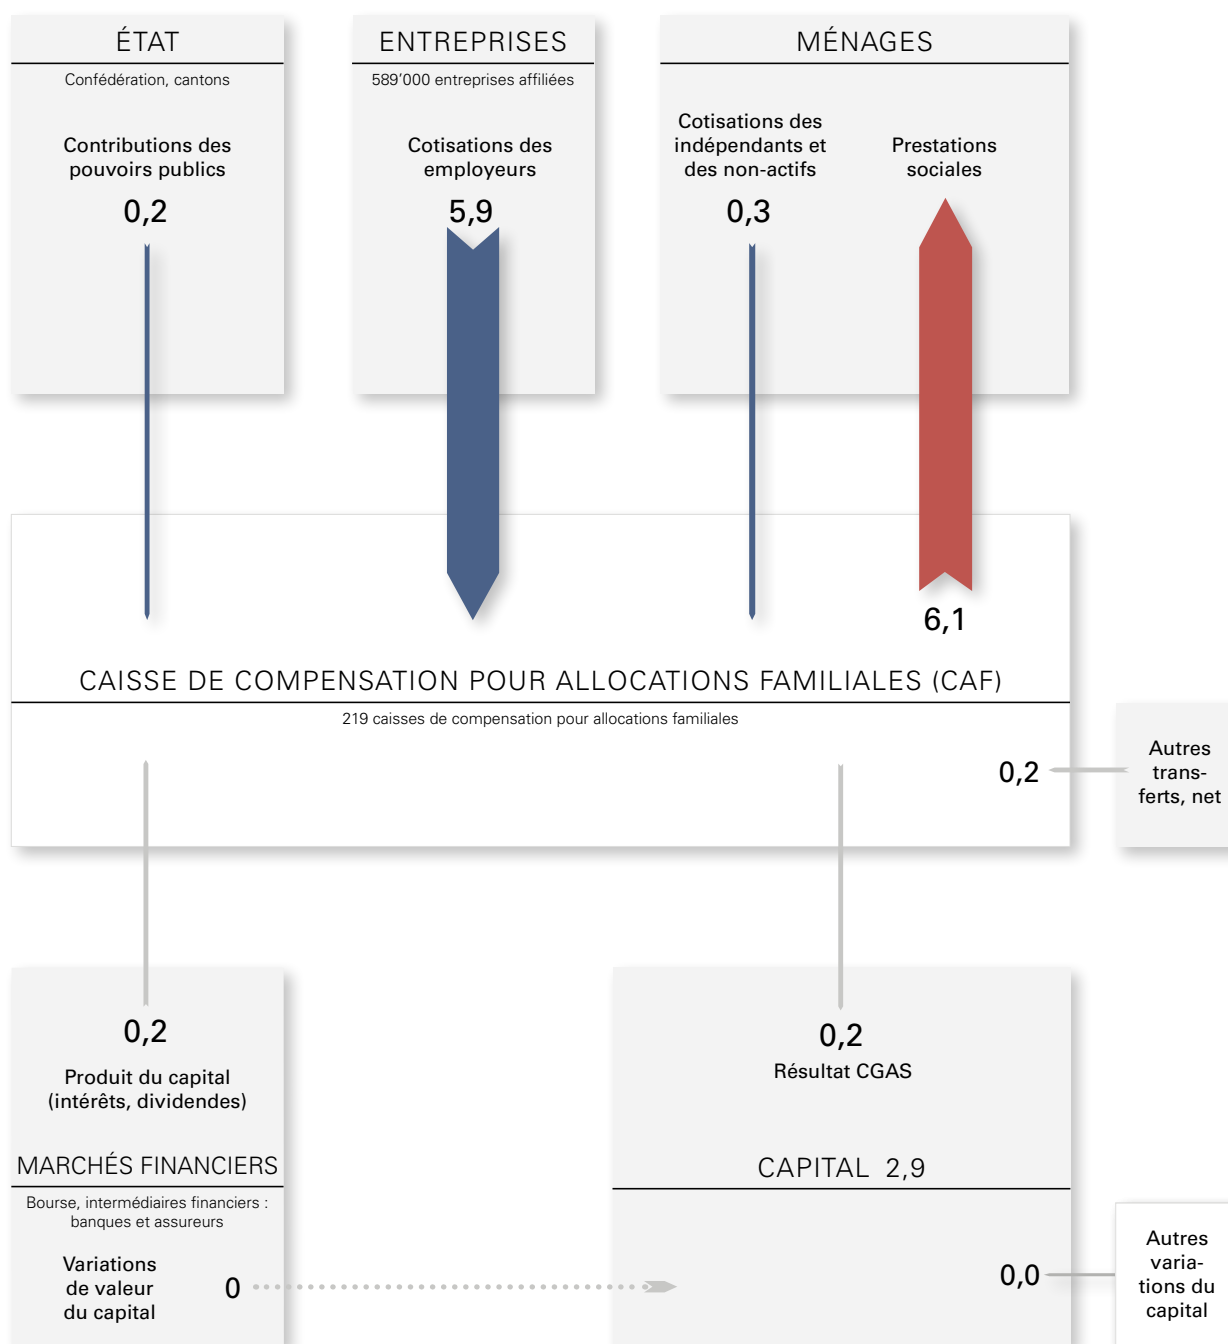 ÉTAT
Confédération, cantons
Contributions des
pouvoirs publics
0,2
ENTREPRISES
589'000 entreprises affiliées
Cotisations des
employeurs
5,9
MÉNAGES
Cotisations des
indépendants et
des non-actifs
0,3
Prestations
sociales
6,1
CAISSE DE COMPENSATION POUR ALLOCATIONS FAMILIALES (CAF)
219 caisses de compensation pour allocations familiales
0,2
Autres
trans-
ferts, net
0,2
Produit du capital
(intérêts, dividendes)
MARCHÉS FINANCIERS
Bourse, intermédiaires financiers :
banques et assureurs
Variations
de valeur
du capital
0
0,2
Résultat CGAS
CAPITAL 2,9
0,0
Autres
varia-
tions du
capital